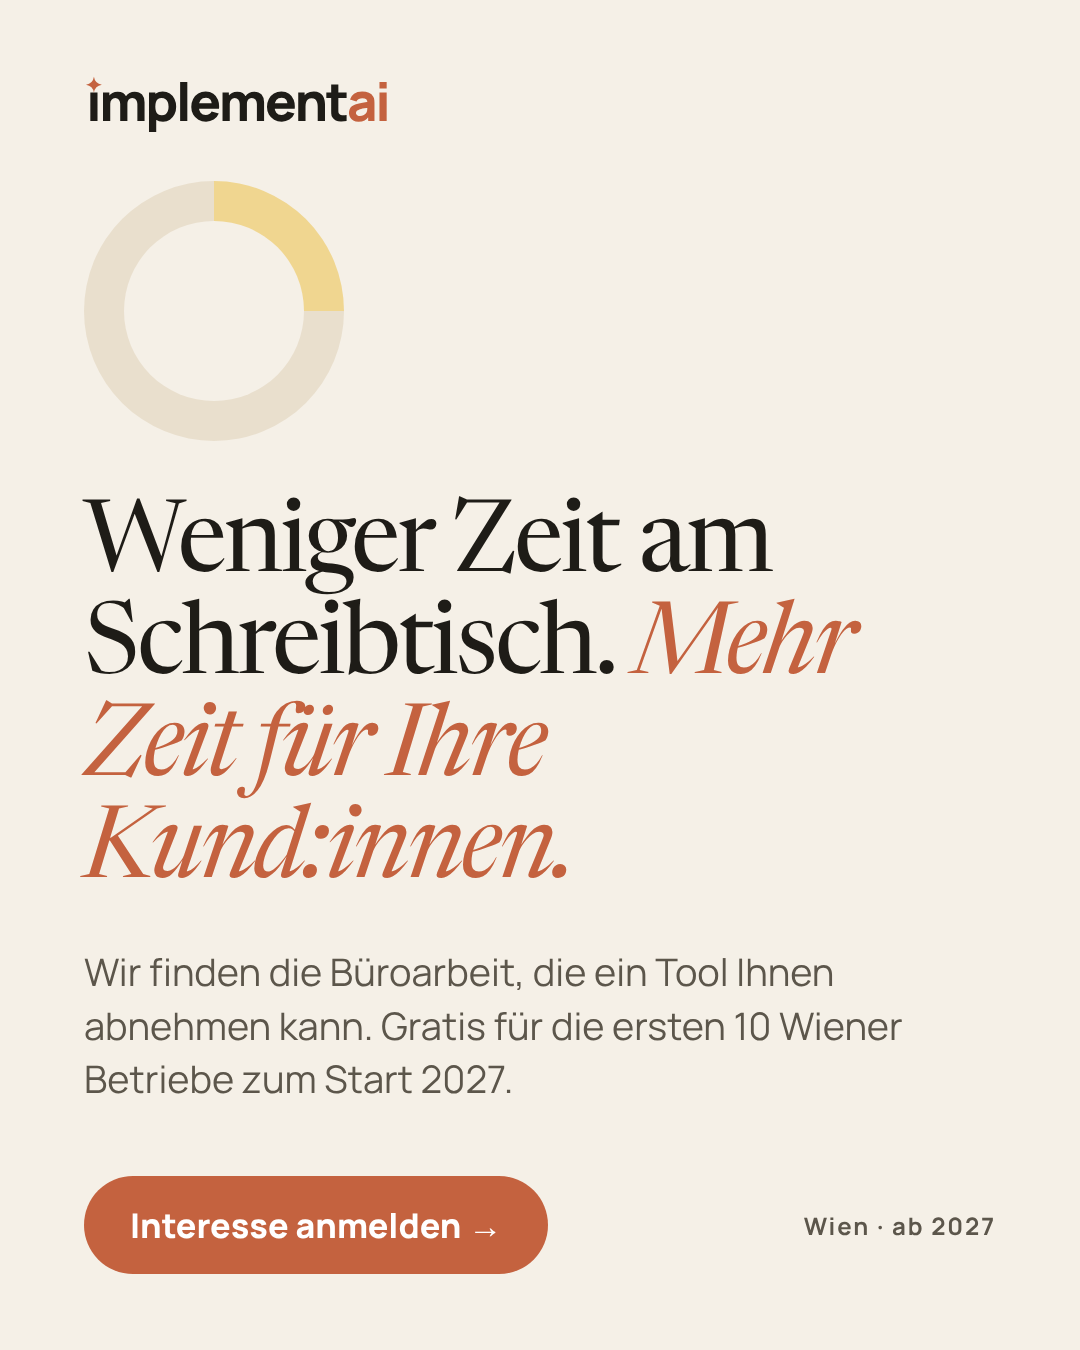 implementai
Weniger Zeit am
Schreibtisch. Mehr
Zeit für Ihre
Kund:innen.
Wir finden die Büroarbeit, die ein Tool Ihnen
abnehmen kann. Gratis für die ersten 10 Wiener
Betriebe zum Start 2027.
Interesse anmelden →
Wien · ab 2027